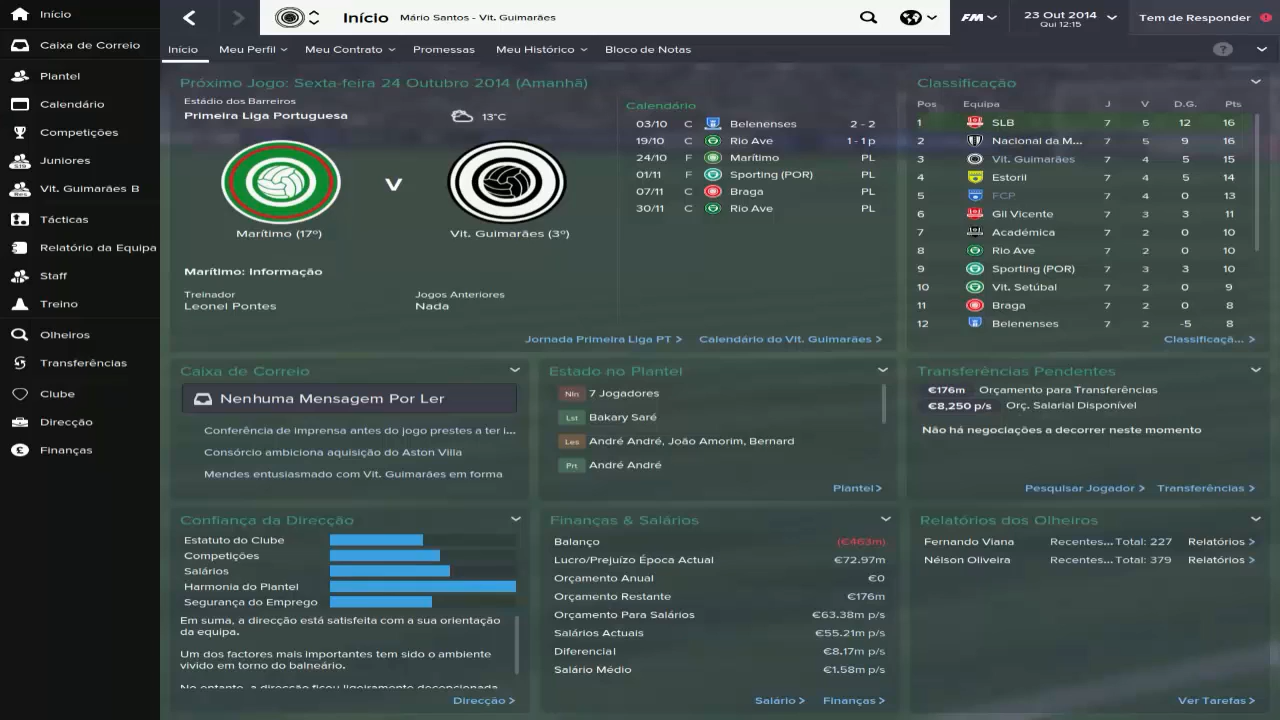 Início
Caixa de Correio
Plantel
Calendário
Competições
Juniores
Vit. Guimarães B
Tácticas
Relatório da Equipa
Staff
Treino
Olheiros
Transferências
Clube
Direcção
Finanças
Início Mário Santos - Vit. Guimarães
FM
23 Out 2014
Qui 12:15
Tem de Responder
Início Meu Perfil Meu Contrato Promessas Meu Histórico Bloco de Notas
Próximo Jogo: Sexta-feira 24 Outubro 2014 (Amanhã)
Estádio dos Barreiros
Primeira Liga Portuguesa
13°C
V
Marítimo (17º)
Vit. Guimarães (3º)
Marítimo: Informação
Treinador
Leonel Pontes
Jogos Anteriores
Nada
Calendário
03/10 C Belenenses 2 - 2
19/10 C Rio Ave 1 - 1 p
24/10 F Marítimo PL
01/11 F Sporting (POR) PL
07/11 C Braga PL
30/11 C Rio Ave PL
Jornada Primeira Liga PT > Calendário do Vit. Guimarães >
Classificação
Pos Equipa J V D.G. Pts
1 SLB 7 5 12 16
2 Nacional da M... 7 5 9 16
3 Vit. Guimarães 7 4 5 15
4 Estoril 7 4 5 14
5 FCP 7 4 0 13
6 Gil Vicente 7 3 3 11
7 Académica 7 2 0 10
8 Rio Ave 7 2 0 10
9 Sporting (POR) 7 3 3 10
10 Vit. Setúbal 7 2 0 9
11 Braga 7 2 0 8
12 Belenenses 7 2 -5 8
Classificaçã... >
Caixa de Correio
Nenhuma Mensagem Por Ler
Conferência de imprensa antes do jogo prestes a ter i...
Consórcio ambiciona aquisição do Aston Villa
Mendes entusiasmado com Vit. Guimarães em forma
Estado no Plantel
NIn 7 Jogadores
Lst Bakary Saré
Les André André, João Amorim, Bernard
Prt André André
Plantel >
Transferências Pendentes
€176m Orçamento para Transferências
€8,250 p/s Orç. Salarial Disponível
Não há negociações a decorrer neste momento
Pesquisar Jogador > Transferências >
Confiança da Direcção
Estatuto do Clube
Competições
Salários
Harmonia do Plantel
Segurança do Emprego
Em suma, a direcção está satisfeita com a sua orientação
da equipa.
Um dos factores mais importantes tem sido o ambiente
vivido em torno do balneário.
No entanto, a direcção ficou ligeiramente decepcionada
Direcção >
Finanças & Salários
Balanço (€463m)
Lucro/Prejuízo Época Actual €72.97m
Orçamento Anual €0
Orçamento Restante €176m
Orçamento Para Salários €63.38m p/s
Salários Actuais €55.21m p/s
Diferencial €8.17m p/s
Salário Médio €1.58m p/s
Salário > Finanças >
Relatórios dos Olheiros
Fernando Viana Recentes... Total: 227 Relatórios >
Nélson Oliveira Recentes... Total: 379 Relatórios >
Ver Tarefas >